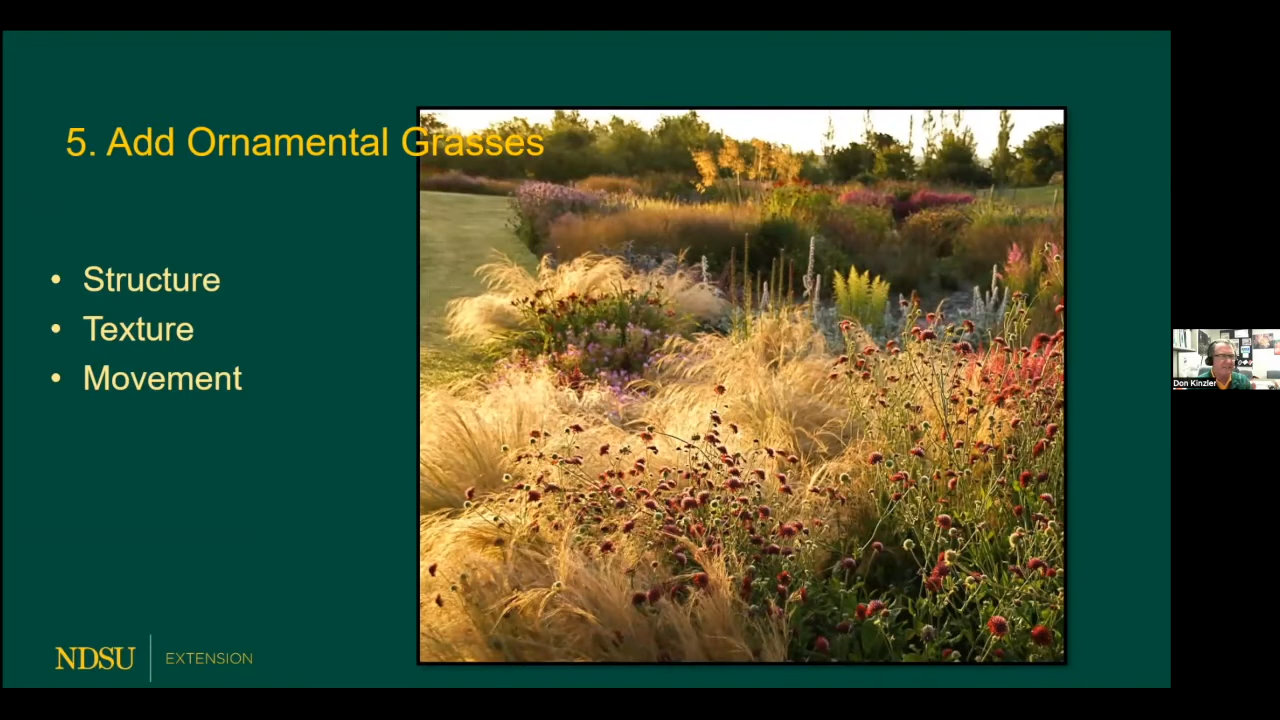 5. Add Ornamental Grasses
• Structure
• Texture
• Movement
NDSU EXTENSION
Don Kinzler